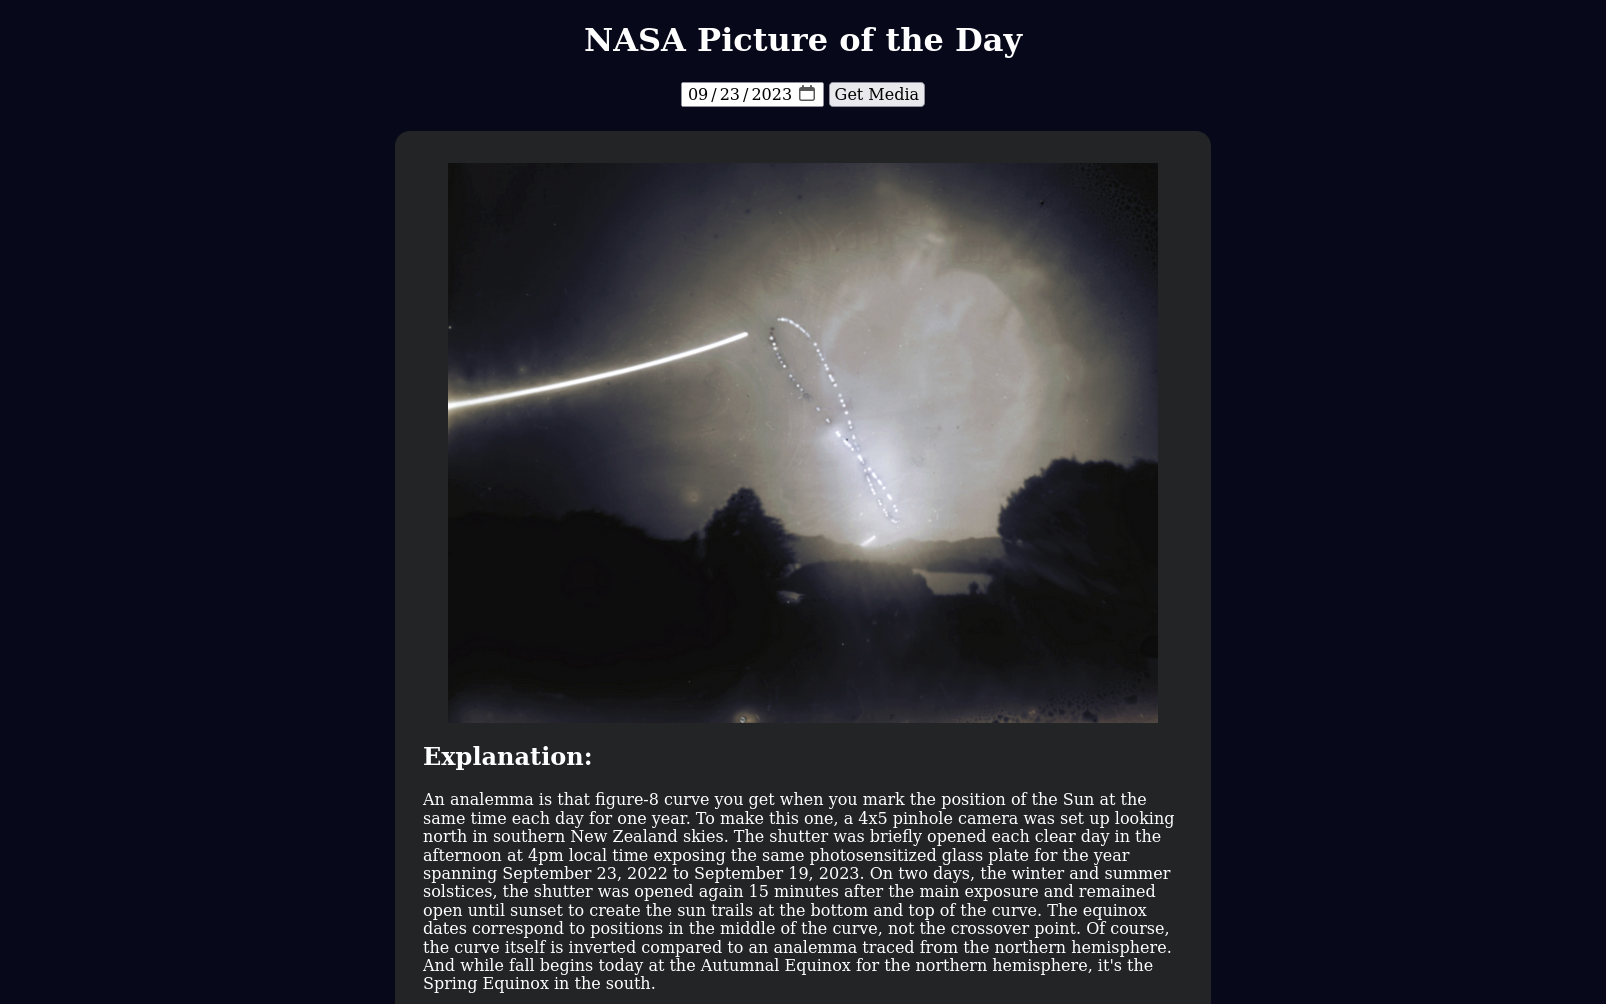 NASA Picture of the Day
09/23/2023 Get Media
Explanation:
An analemma is that figure-8 curve you get when you mark the position of the Sun at the
same time each day for one year. To make this one, a 4x5 pinhole camera was set up looking
north in southern New Zealand skies. The shutter was briefly opened each clear day in the
afternoon at 4pm local time exposing the same photosensitized glass plate for the year
spanning September 23, 2022 to September 19, 2023. On two days, the winter and summer
solstices, the shutter was opened again 15 minutes after the main exposure and remained
open until sunset to create the sun trails at the bottom and top of the curve. The equinox
dates correspond to positions in the middle of the curve, not the crossover point. Of course,
the curve itself is inverted compared to an analemma traced from the northern hemisphere.
And while fall begins today at the Autumnal Equinox for the northern hemisphere, it's the
Spring Equinox in the south.